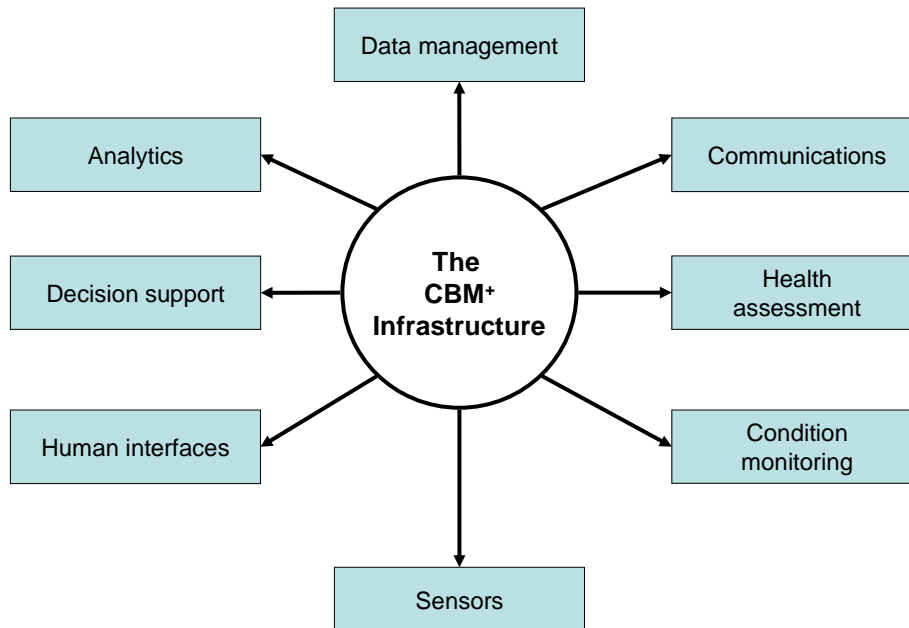 Data management
Analytics
Communications
The
CBM⁺
Infrastructure
Decision support
Health
assessment
Human interfaces
Condition
monitoring
Sensors